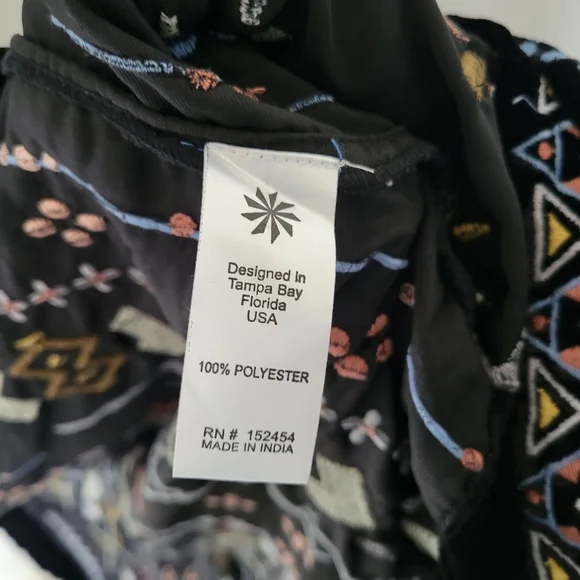 Designed In
Tampa Bay
Florida
USA
100% POLYESTER
RN # 152454
MADE IN INDIA